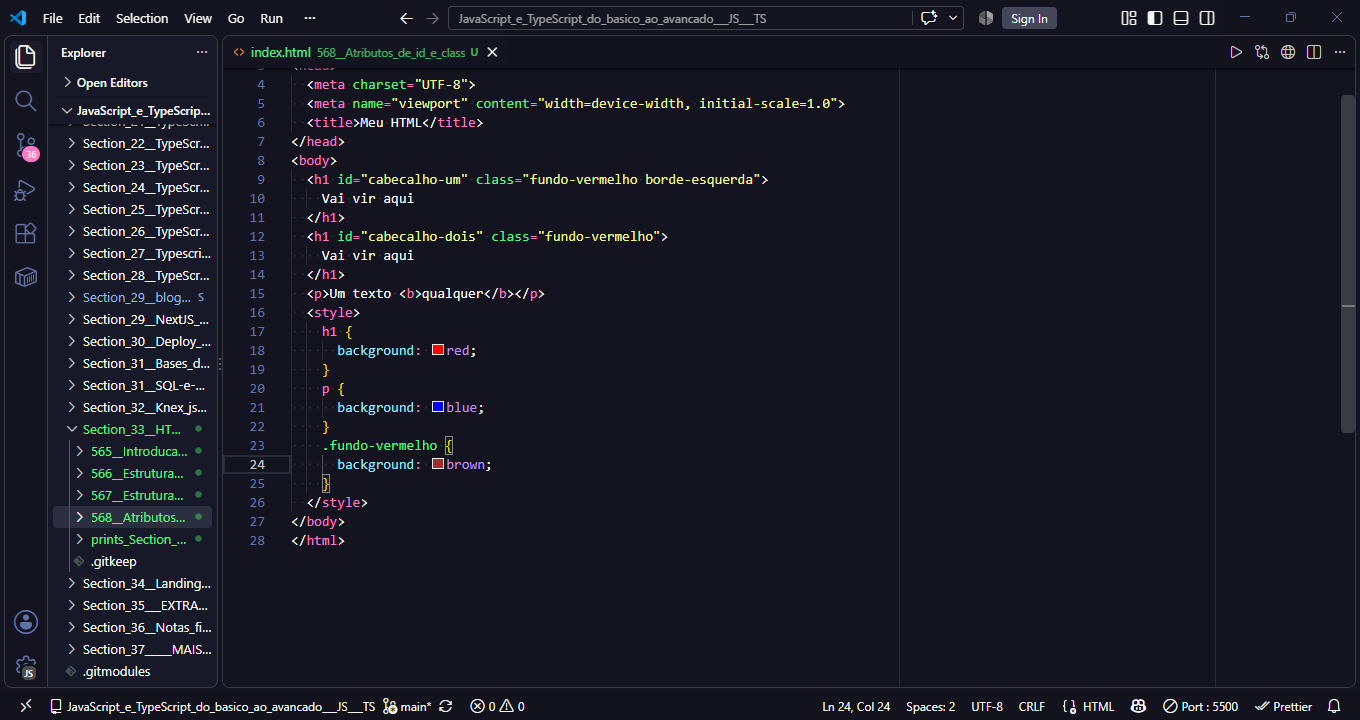 File Edit Selection View Go Run ···
JavaScript_e_TypeScript_do_basico_ao_avancado___JS___TS
Sign In
Explorer ···
Open Editors
JavaScript_e_TypeScrip...
Section_22__TypeScr...
Section_23__TypeScr...
Section_24__TypeScr...
Section_25__TypeScr...
Section_26__TypeScr...
Section_27__Typescri...
Section_28__TypeScr...
Section_29__blog... S
Section_29__NextJS_...
Section_30__Deploy_...
Section_31__Bases_d...
Section_31__SQL-e-...
Section_32__Knex_js...
Section_33__HT...
565__Introduca...
566__Estrutura...
567__Estrutura...
568__Atributos...
prints_Section_...
.gitkeep
Section_34__Landing...
Section_35___EXTRA...
Section_36__Notas_fi...
Section_37____MAIS...
.gitmodules
36
JS
index.html 568__Atributos_de_id_e_class U
4 <meta charset="UTF-8">
5 <meta name="viewport" content="width=device-width, initial-scale=1.0">
6 <title>Meu HTML</title>
7 </head>
8 <body>
9 <h1 id="cabecalho-um" class="fundo-vermelho borde-esquerda">
10 Vai vir aqui
11 </h1>
12 <h1 id="cabecalho-dois" class="fundo-vermelho">
13 Vai vir aqui
14 </h1>
15 <p>Um texto <b>qualquer</b></p>
16 <style>
17 h1 {
18 background: red;
19 }
20 p {
21 background: blue;
22 }
23 .fundo-vermelho {
24 background: brown;
25 }
26 </style>
27 </body>
28 </html>
JavaScript_e_TypeScript_do_basico_ao_avancado___JS___TS main* 0 0 Ln 24, Col 24 Spaces: 2 UTF-8 CRLF HTML Port : 5500 Prettier